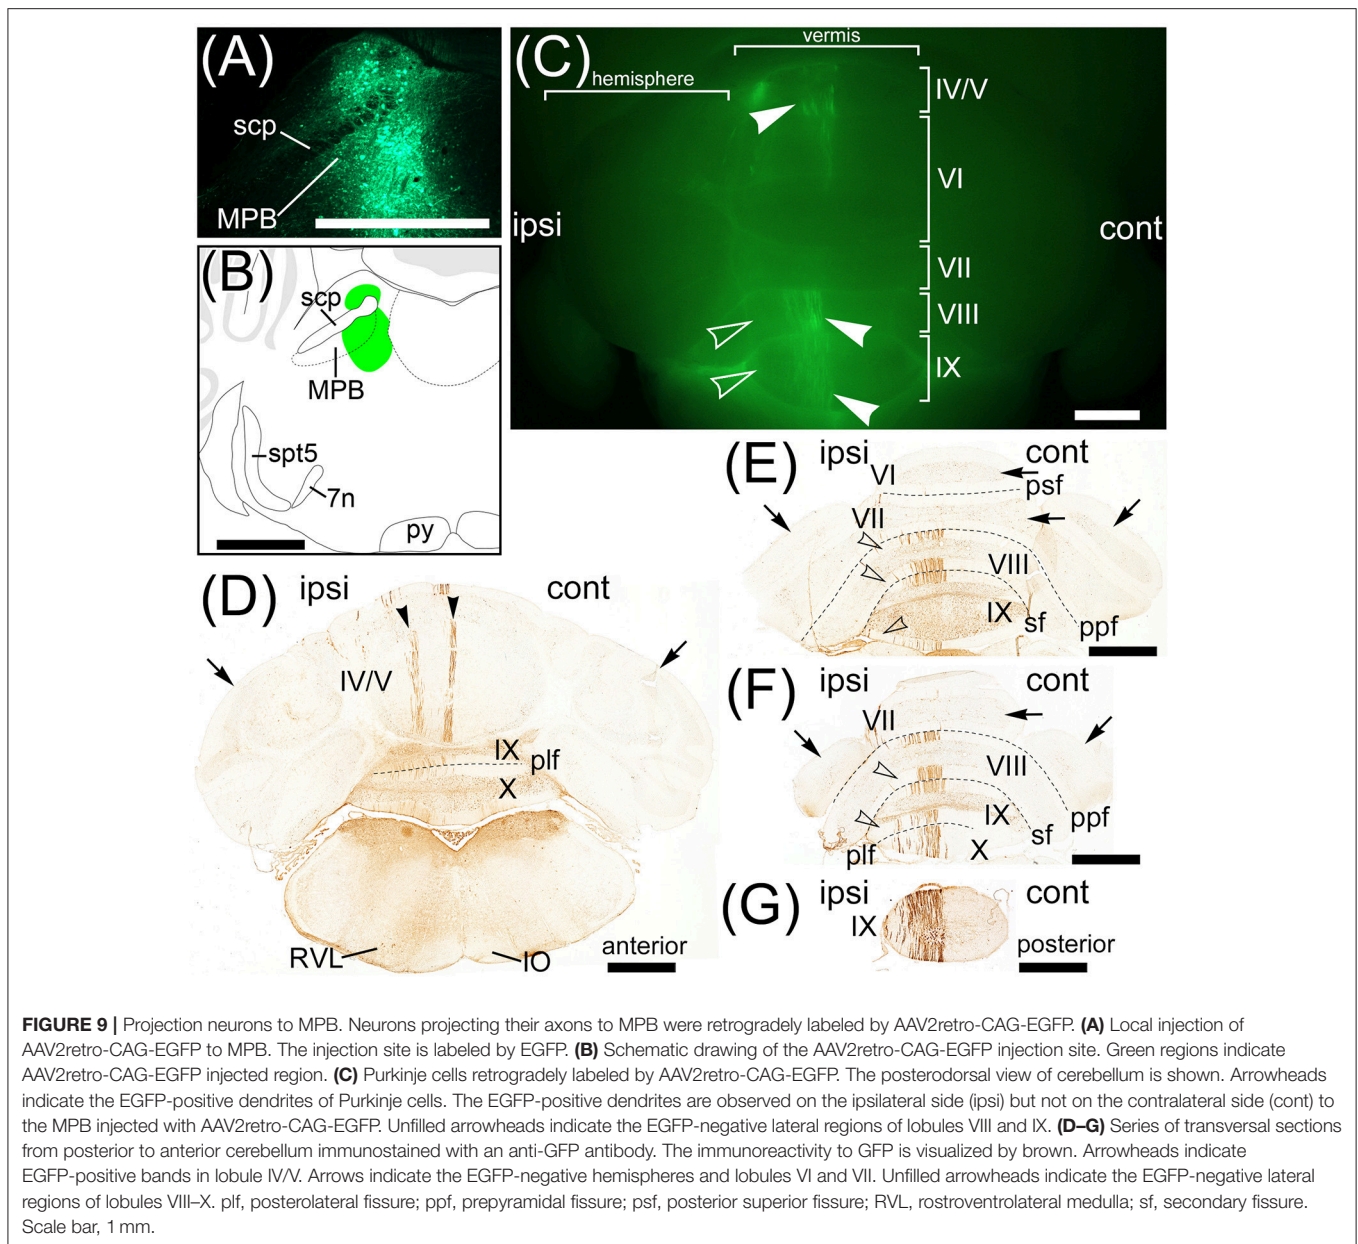 (A)
scp
MPB
(B)
scp
MPB
spt5
7n
py
(C)
vermis
hemisphere
IV/V
VI
VII
VIII
IX
ipsi
cont
(D)
ipsi
cont
IV/V
IX
plf
X
RVL
IO
anterior
(E)
ipsi
cont
VI
psf
VII
VIII
IX
sf
ppf
(F)
ipsi
cont
VII
VIII
IX
ppf
sf
plf
X
(G)
ipsi
cont
IX
posterior
FIGURE 9 | Projection neurons to MPB. Neurons projecting their axons to MPB were retrogradely labeled by AAV2retro-CAG-EGFP. (A) Local injection of
AAV2retro-CAG-EGFP to MPB. The injection site is labeled by EGFP. (B) Schematic drawing of the AAV2retro-CAG-EGFP injection site. Green regions indicate
AAV2retro-CAG-EGFP injected region. (C) Purkinje cells retrogradely labeled by AAV2retro-CAG-EGFP. The posterodorsal view of cerebellum is shown. Arrowheads
indicate the EGFP-positive dendrites of Purkinje cells. The EGFP-positive dendrites are observed on the ipsilateral side (ipsi) but not on the contralateral side (cont) to
the MPB injected with AAV2retro-CAG-EGFP. Unfilled arrowheads indicate the EGFP-negative lateral regions of lobules VIII and IX. (D–G) Series of transversal sections
from posterior to anterior cerebellum immunostained with an anti-GFP antibody. The immunoreactivity to GFP is visualized by brown. Arrowheads indicate
EGFP-positive bands in lobule IV/V. Arrows indicate the EGFP-negative hemispheres and lobules VI and VII. Unfilled arrowheads indicate the EGFP-negative lateral
regions of lobules VIII–X. plf, posterolateral fissure; ppf, prepyramidal fissure; psf, posterior superior fissure; RVL, rostroventrolateral medulla; sf, secondary fissure.
Scale bar, 1 mm.